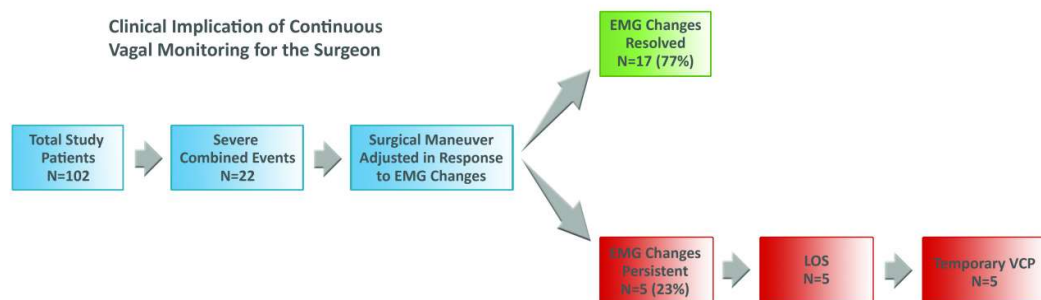 Clinical Implication of Continuous
Vagal Monitoring for the Surgeon
EMG Changes
Resolved
N=17 (77%)
Total Study
Patients
N=102
Severe
Combined Events
N=22
Surgical Maneuver
Adjusted in Response
to EMG Changes
EMG Changes
Persistent
N=5 (23%)
LOS
N=5
Temporary VCP
N=5